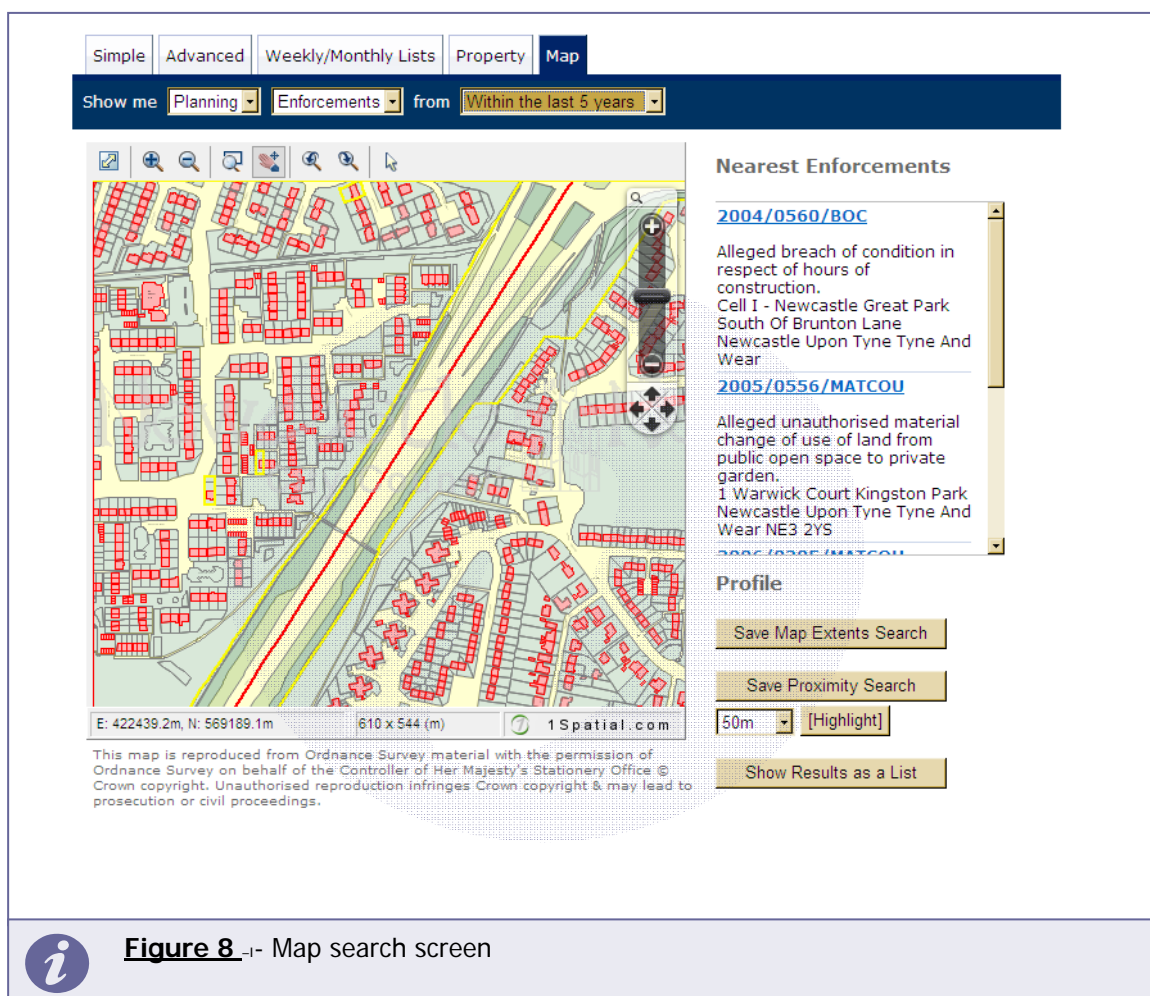 Simple Advanced Weekly/Monthly Lists Property Map
Show me Planning Enforcements from Within the last 5 years
Nearest Enforcements
2004/0560/BOC
Alleged breach of condition in
respect of hours of
construction.
Cell I - Newcastle Great Park
South Of Brunton Lane
Newcastle Upon Tyne Tyne And
Wear
2005/0556/MATCOU
Alleged unauthorised material
change of use of land from
public open space to private
garden.
1 Warwick Court Kingston Park
Newcastle Upon Tyne Tyne And
Wear NE3 2YS
Profile
Save Map Extents Search
Save Proximity Search
50m [Highlight]
Show Results as a List
E: 422439.2m, N: 569189.1m 610 x 544 (m) 1Spatial.com
This map is reproduced from Ordnance Survey material with the permission of
Ordnance Survey on behalf of the Controller of Her Majesty's Stationery Office ©
Crown copyright. Unauthorised reproduction infringes Crown copyright & may lead to
prosecution or civil proceedings.
Figure 8 -- Map search screen